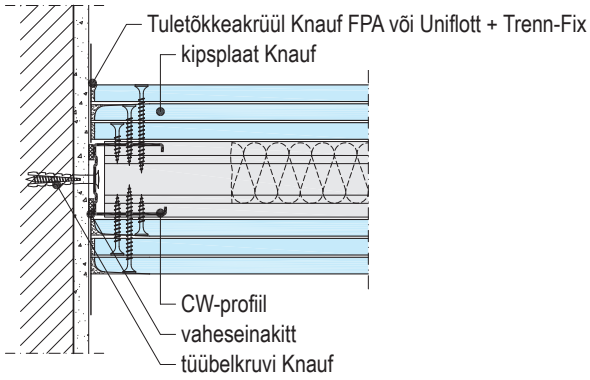 Tuletõkkeakrüül Knauf FPA või Uniflott + Trenn-Fix
kipsplaat Knauf
CW-profiil
vaheseinakitt
tüübelkruvi Knauf